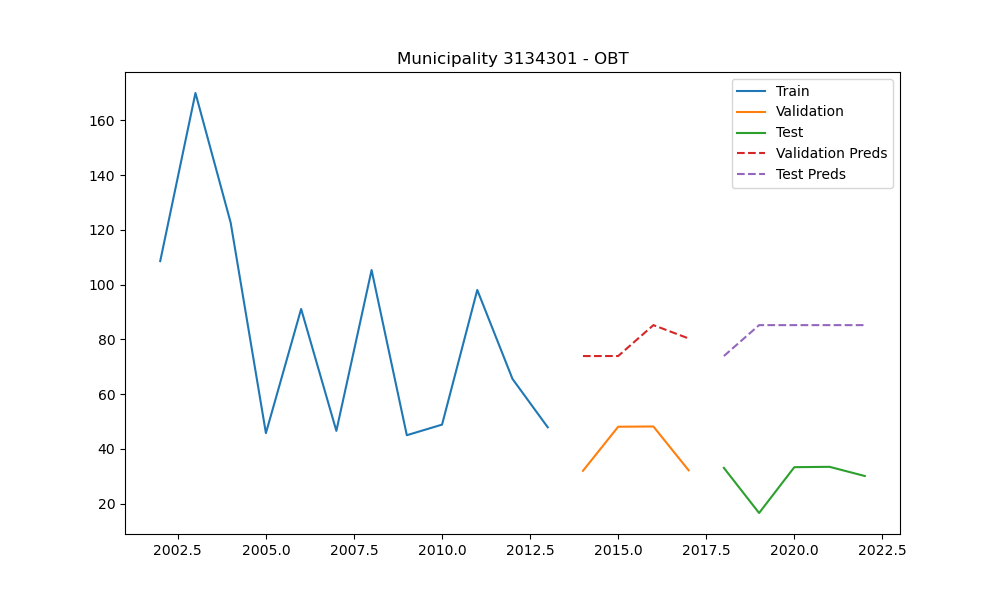 Municipality 3134301 - OBT
Train
Validation
Test
Validation Preds
Test Preds
160
140
120
100
80
60
40
20
2002.5 2005.0 2007.5 2010.0 2012.5 2015.0 2017.5 2020.0 2022.5